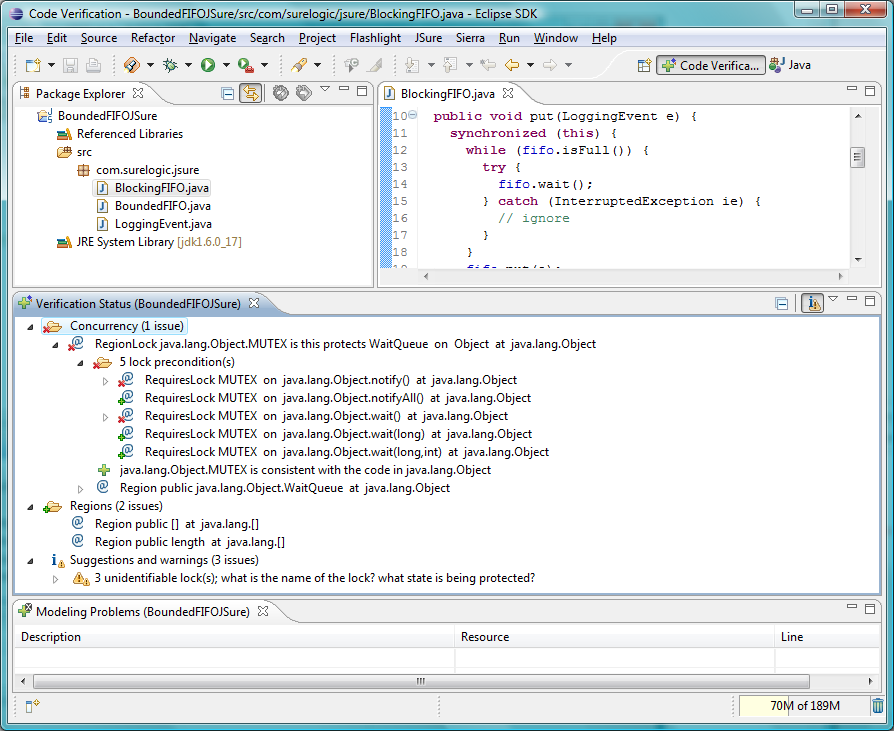 Code Verification - BoundedFIFOJSure/src/com/surelogic/jsure/BlockingFIFO.java - Eclipse SDK
File Edit Source Refactor Navigate Search Project Flashlight JSure Sierra Run Window Help
Code Verifica... Java
Package Explorer
BoundedFIFOJSure
Referenced Libraries
src
com.surelogic.jsure
BlockingFIFO.java
BoundedFIFO.java
LoggingEvent.java
JRE System Library [jdk1.6.0_17]
BlockingFIFO.java
10 public void put(LoggingEvent e) {
11 synchronized (this) {
12 while (fifo.isFull()) {
13 try {
14 fifo.wait();
15 } catch (InterruptedException ie) {
16 // ignore
17 }
18 }
Verification Status (BoundedFIFOJSure)
Concurrency (1 issue)
RegionLock java.lang.Object.MUTEX is this protects WaitQueue on Object at java.lang.Object
5 lock precondition(s)
RequiresLock MUTEX on java.lang.Object.notify() at java.lang.Object
RequiresLock MUTEX on java.lang.Object.notifyAll() at java.lang.Object
RequiresLock MUTEX on java.lang.Object.wait() at java.lang.Object
RequiresLock MUTEX on java.lang.Object.wait(long) at java.lang.Object
RequiresLock MUTEX on java.lang.Object.wait(long,int) at java.lang.Object
java.lang.Object.MUTEX is consistent with the code in java.lang.Object
Region public java.lang.Object.WaitQueue at java.lang.Object
Regions (2 issues)
Region public [] at java.lang.[]
Region public length at java.lang.[]
Suggestions and warnings (3 issues)
3 unidentifiable lock(s); what is the name of the lock? what state is being protected?
Modeling Problems (BoundedFIFOJSure)
Description Resource Line
70M of 189M